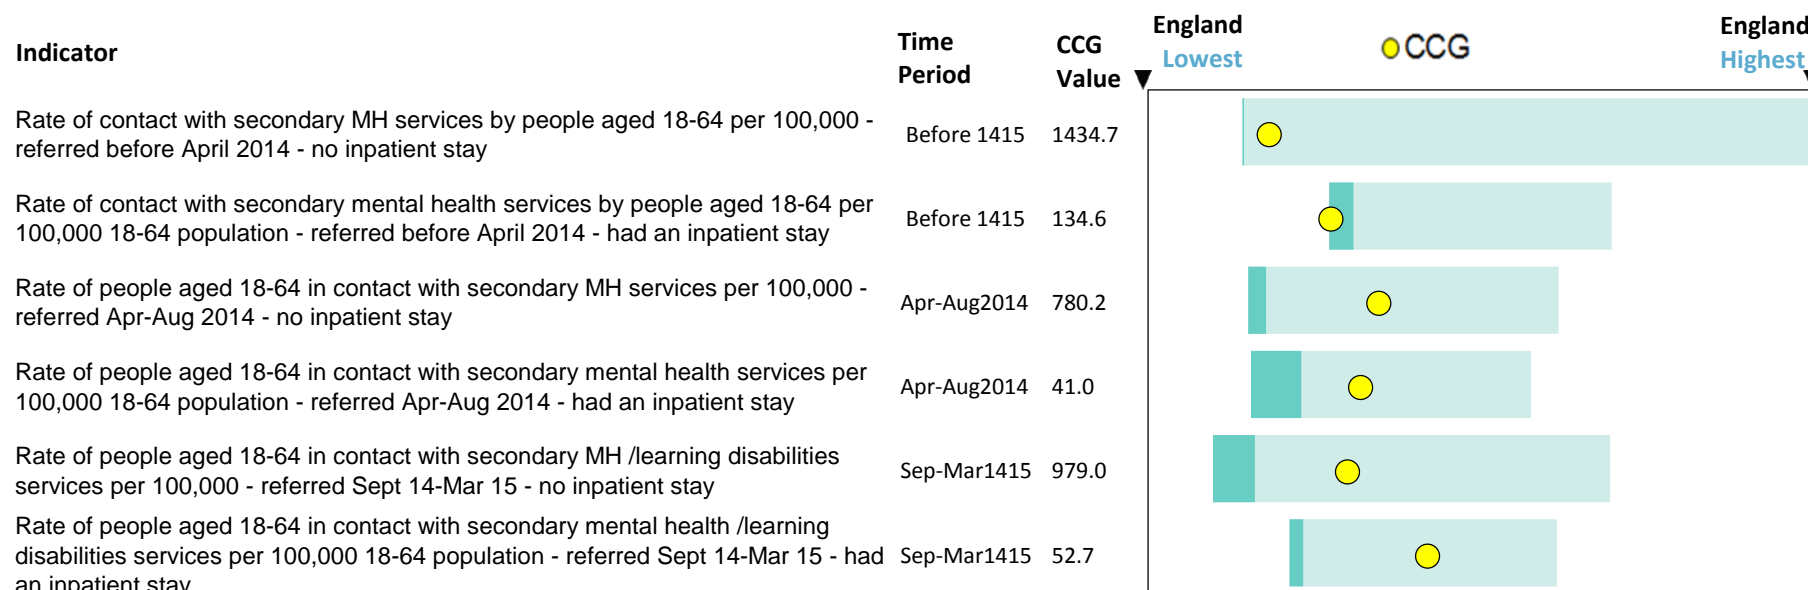 Indicator
Time Period
CCG Value
England Lowest
CCG
England Highest
Rate of contact with secondary MH services by people aged 18-64 per 100,000 -
referred before April 2014 - no inpatient stay
Before 1415
1434.7
Rate of contact with secondary mental health services by people aged 18-64 per
100,000 18-64 population - referred before April 2014 - had an inpatient stay
Before 1415
134.6
Rate of people aged 18-64 in contact with secondary MH services per 100,000 -
referred Apr-Aug 2014 - no inpatient stay
Apr-Aug2014
780.2
Rate of people aged 18-64 in contact with secondary mental health services per
100,000 18-64 population - referred Apr-Aug 2014 - had an inpatient stay
Apr-Aug2014
41.0
Rate of people aged 18-64 in contact with secondary MH /learning disabilities
services per 100,000 - referred Sept 14-Mar 15 - no inpatient stay
Sep-Mar1415
979.0
Rate of people aged 18-64 in contact with secondary mental health /learning
disabilities services per 100,000 18-64 population - referred Sept 14-Mar 15 - had
an inpatient stay
Sep-Mar1415
52.7